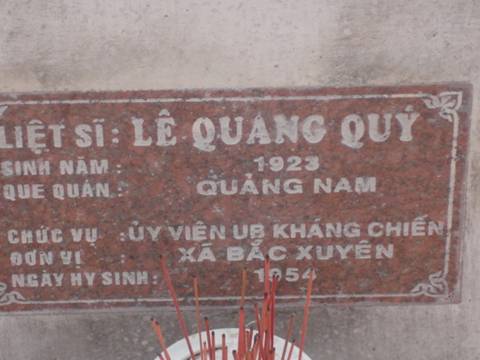 LIỆT SĨ: LÊ QUANG QUÝ
SINH NĂM: 1923
QUE QUÁN: QUẢNG NAM
CHỨC VỤ: ỦY VIÊN UB KHÁNG CHIẾN
ĐƠN VỊ: XÃ BẮC XUYÊN
NGÀY HY SINH: 1954